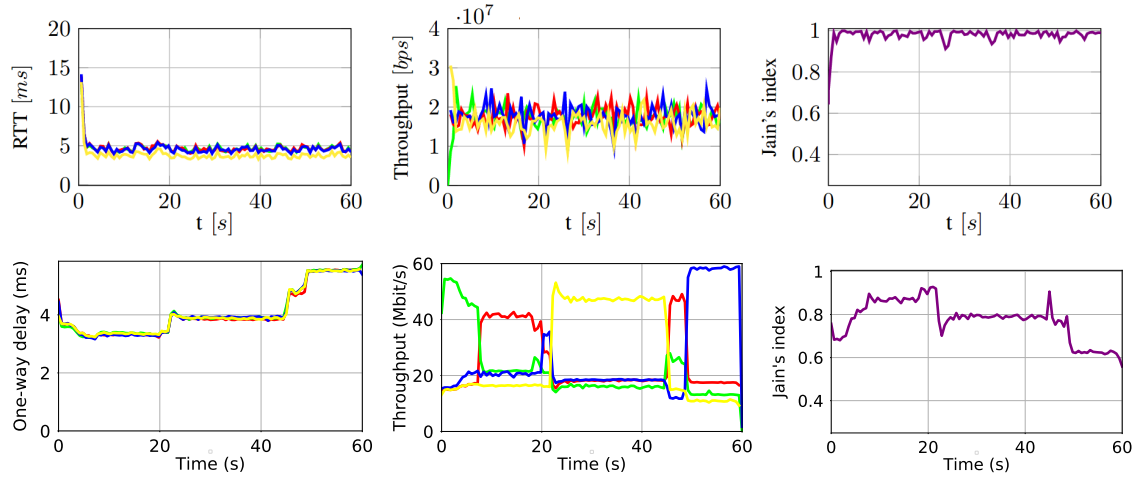 RTT [ms]
20
15
10
5
0
0 20 40 60
t [s]
Throughput [bps]
·10⁷
4
3
2
1
0
0 20 40 60
t [s]
Jain's index
1
0.8
0.6
0.4
0 20 40 60
t [s]
One-way delay (ms)
4
2
0
0 20 40 60
Time (s)
Throughput (Mbit/s)
60
40
20
0
0 20 40 60
Time (s)
Jain's index
1
0.8
0.6
0.4
0 20 40 60
Time (s)